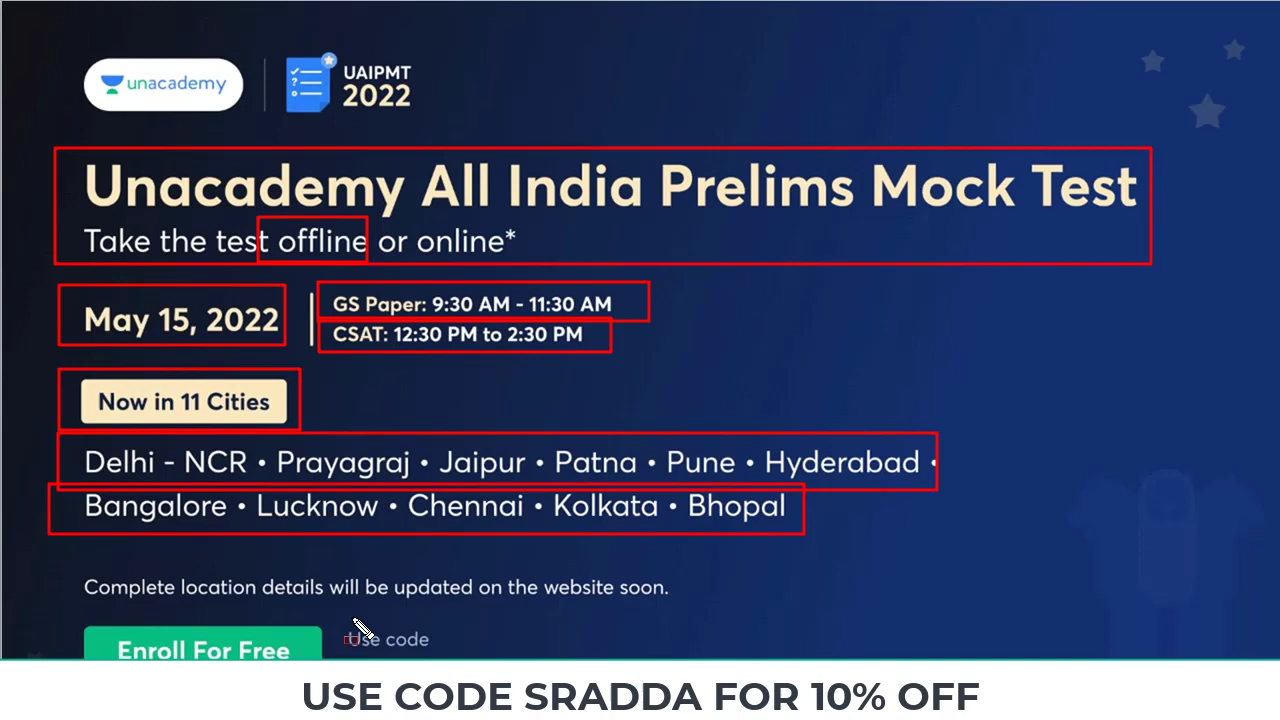 unacademy
UAIPMT
2022
Unacademy All India Prelims Mock Test
Take the test offline or online*
May 15, 2022
GS Paper: 9:30 AM - 11:30 AM
CSAT: 12:30 PM to 2:30 PM
Now in 11 Cities
Delhi - NCR • Prayagraj • Jaipur • Patna • Pune • Hyderabad •
Bangalore • Lucknow • Chennai • Kolkata • Bhopal
Complete location details will be updated on the website soon.
Enroll For Free
Use code
USE CODE SRADDA FOR 10% OFF